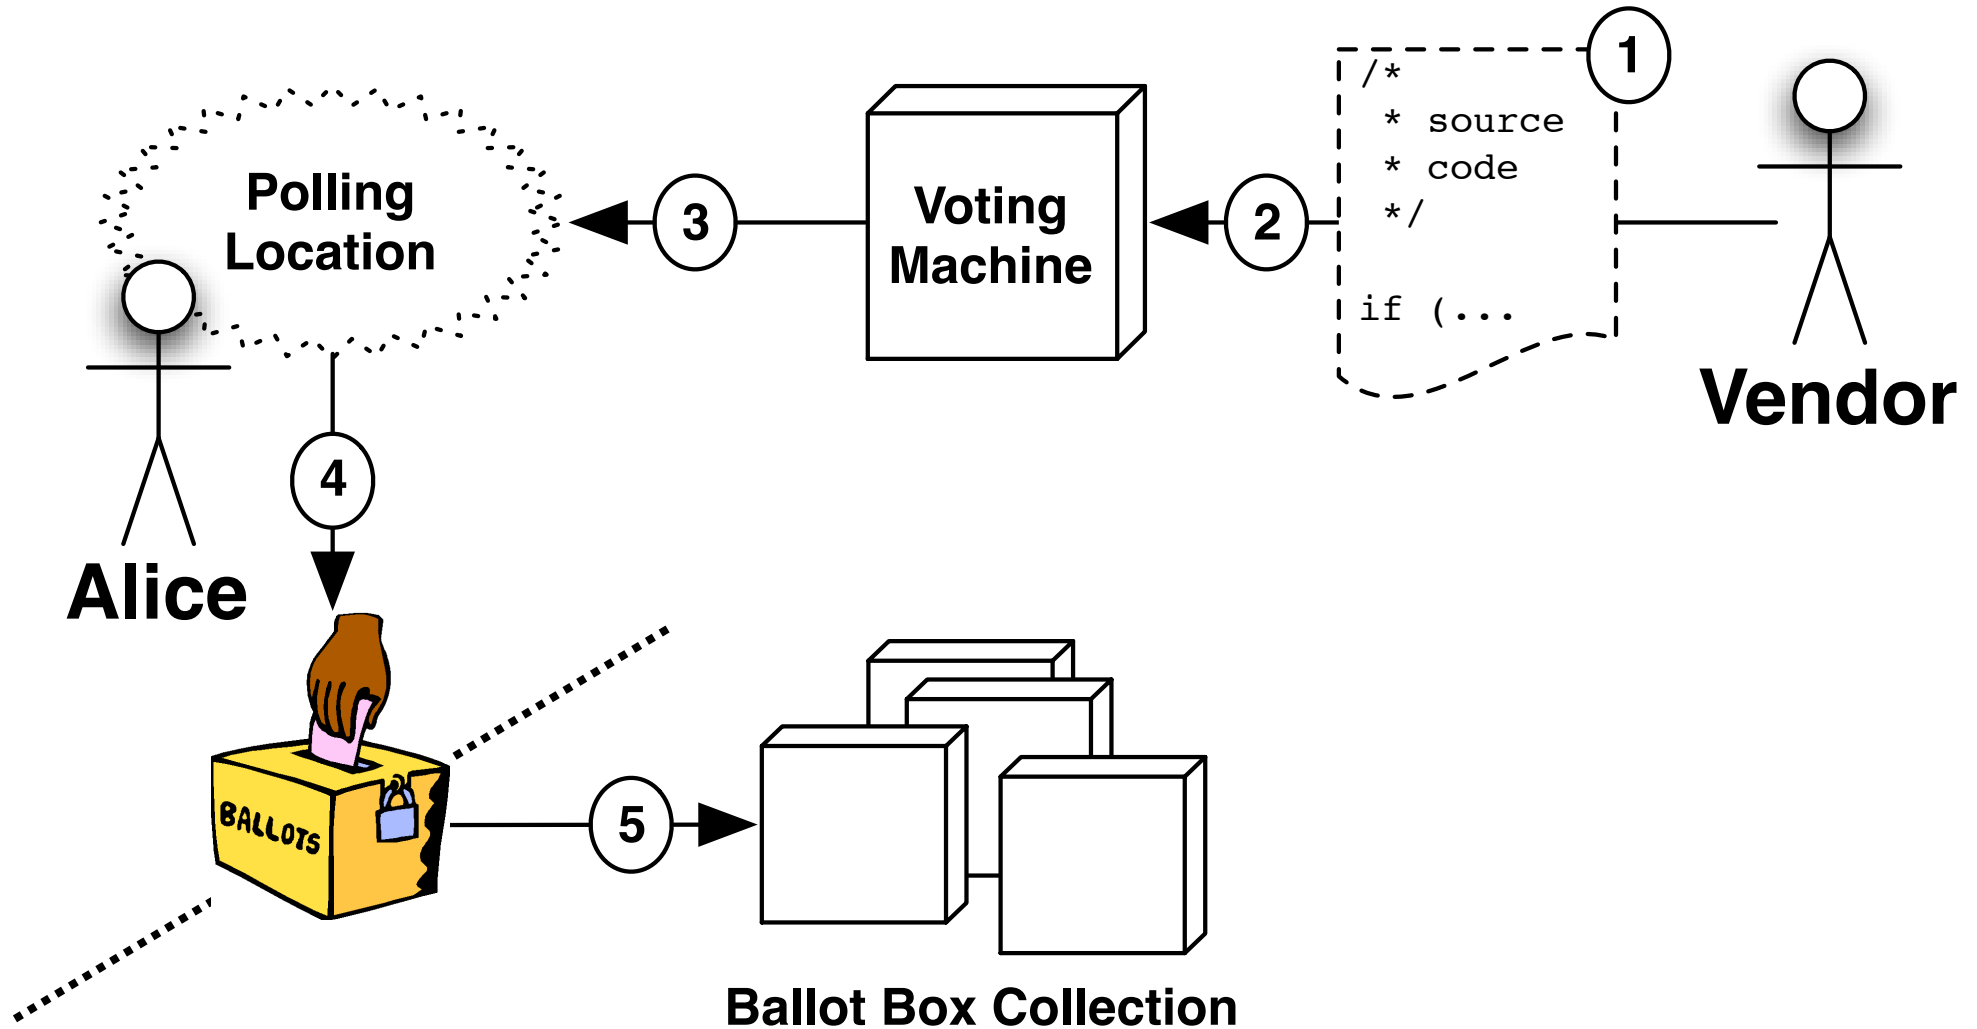 1
/*
 * source
 * code
 */
if (...
Vendor
2
Voting
Machine
3
Polling
Location
Alice
4
BALLOTS
5
Ballot Box Collection